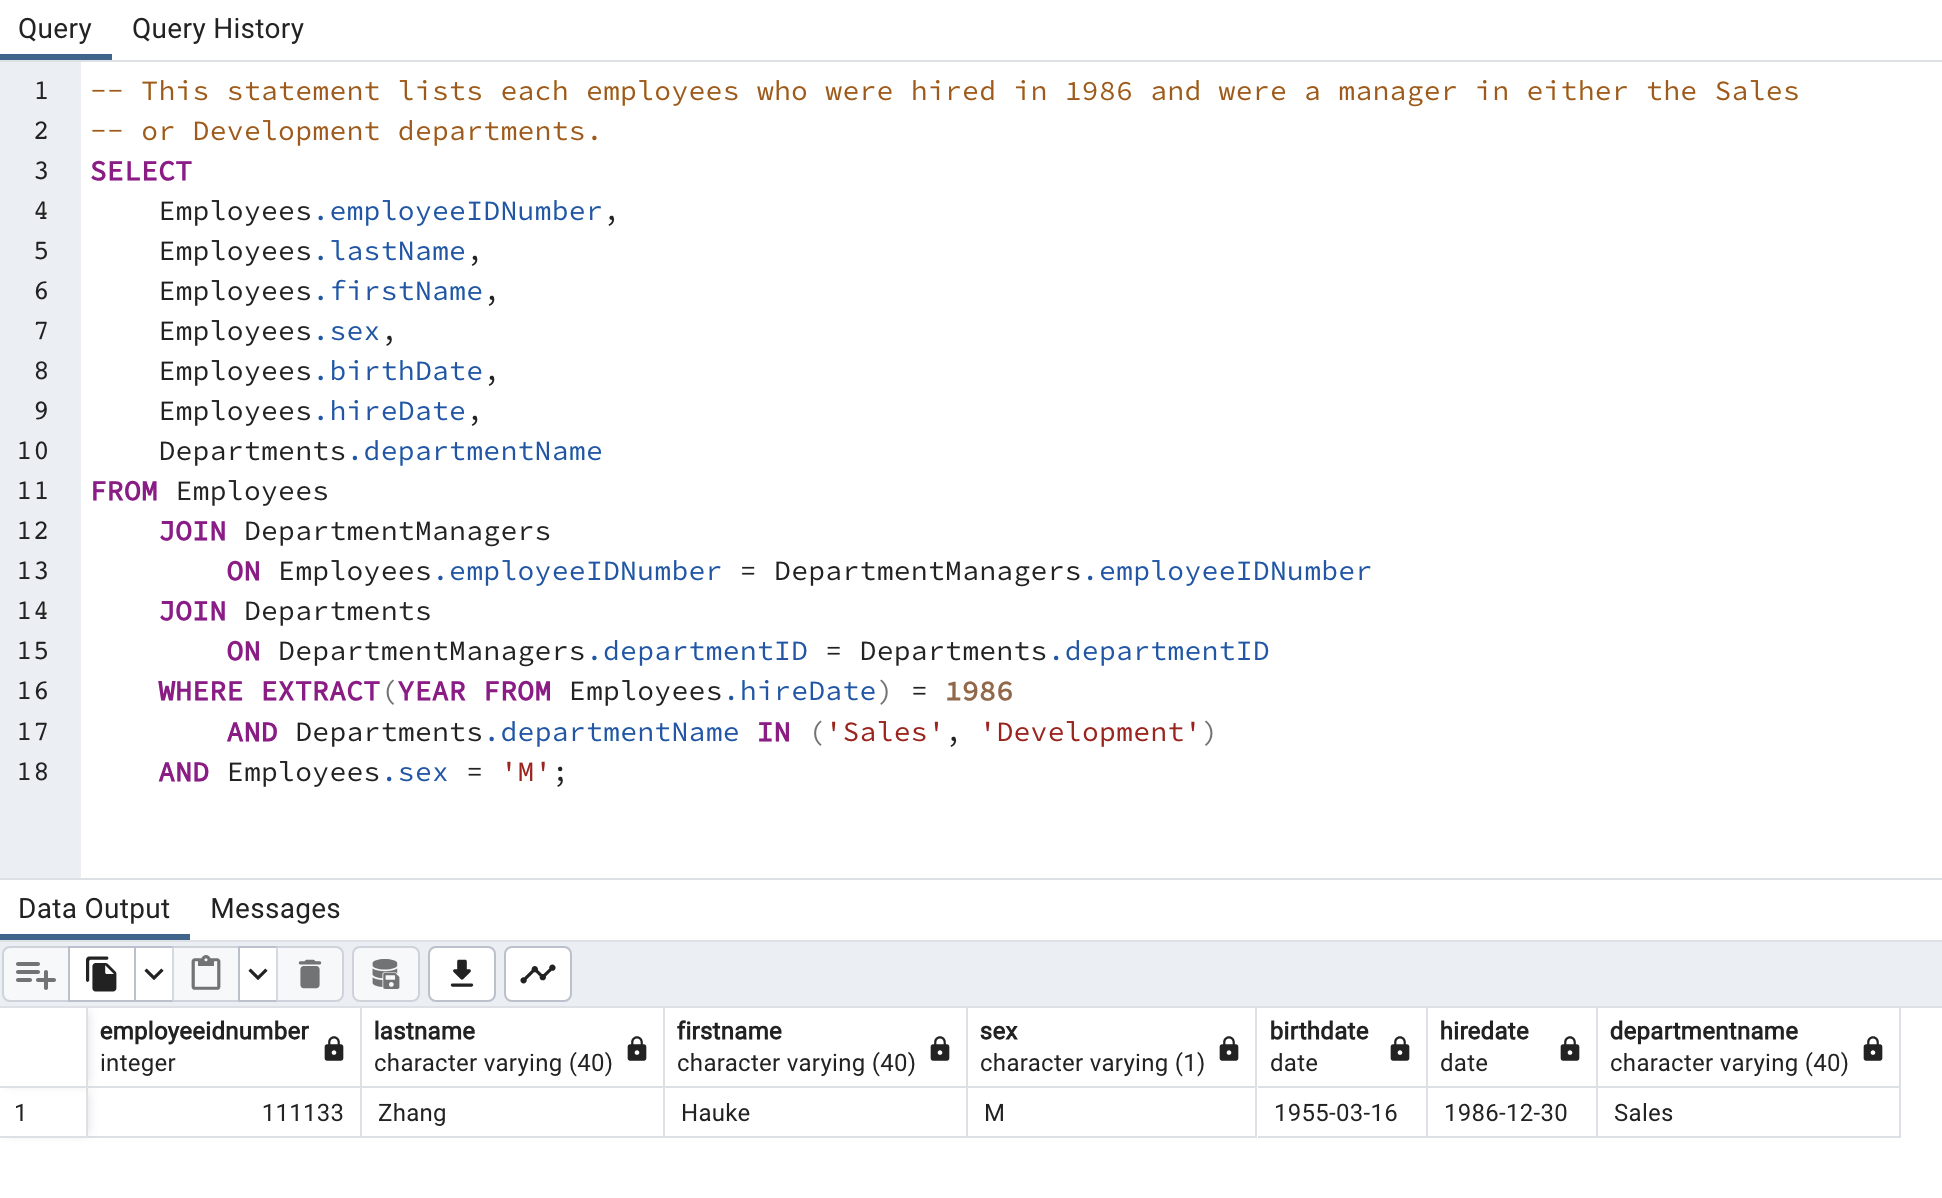 Query Query History
1 -- This statement lists each employees who were hired in 1986 and were a manager in either the Sales
2 -- or Development departments.
3 SELECT
4 Employees.employeeIDNumber,
5 Employees.lastName,
6 Employees.firstName,
7 Employees.sex,
8 Employees.birthDate,
9 Employees.hireDate,
10 Departments.departmentName
11 FROM Employees
12 JOIN DepartmentManagers
13 ON Employees.employeeIDNumber = DepartmentManagers.employeeIDNumber
14 JOIN Departments
15 ON DepartmentManagers.departmentID = Departments.departmentID
16 WHERE EXTRACT(YEAR FROM Employees.hireDate) = 1986
17 AND Departments.departmentName IN ('Sales', 'Development')
18 AND Employees.sex = 'M';
Data Output Messages
employeeidnumber lastname firstname sex birthdate hiredate departmentname
integer character varying (40) character varying (40) character varying (1) date date character varying (40)
1 111133 Zhang Hauke M 1955-03-16 1986-12-30 Sales